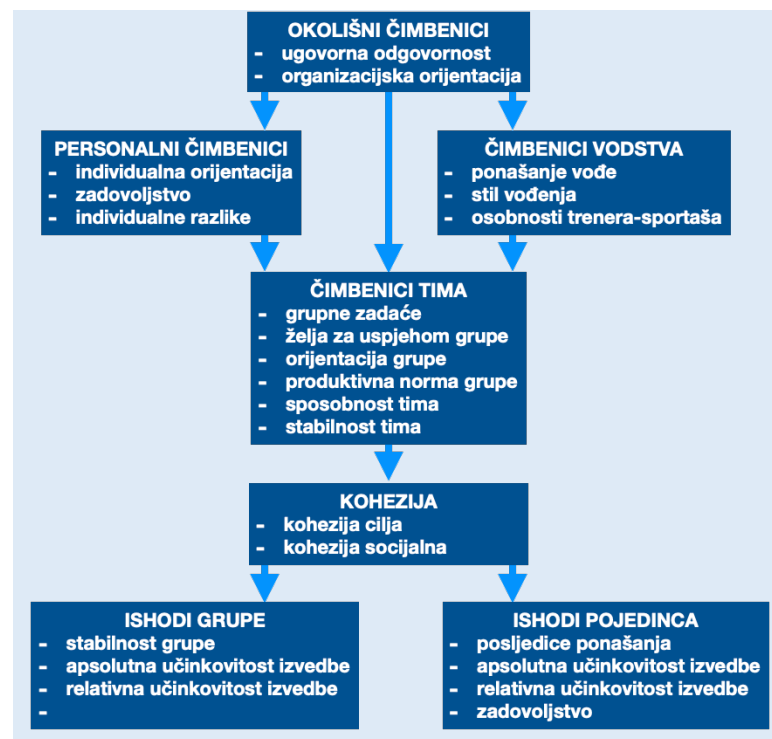 OKOLIŠNI ČIMBENICI
- ugovorna odgovornost
- organizacijska orijentacija
PERSONALNI ČIMBENICI
- individualna orijentacija
- zadovoljstvo
- individualne razlike
ČIMBENICI VODSTVA
- ponašanje vođe
- stil vođenja
- osobnosti trenera-sportaša
ČIMBENICI TIMA
- grupne zadaće
- želja za uspjehom grupe
- orijentacija grupe
- produktivna norma grupe
- sposobnost tima
- stabilnost tima
KOHEZIJA
- kohezija cilja
- kohezija socijalna
ISHODI GRUPE
- stabilnost grupe
- apsolutna učinkovitost izvedbe
- relativna učinkovitost izvedbe
-
ISHODI POJEDINCA
- posljedice ponašanja
- apsolutna učinkovitost izvedbe
- relativna učinkovitost izvedbe
- zadovoljstvo